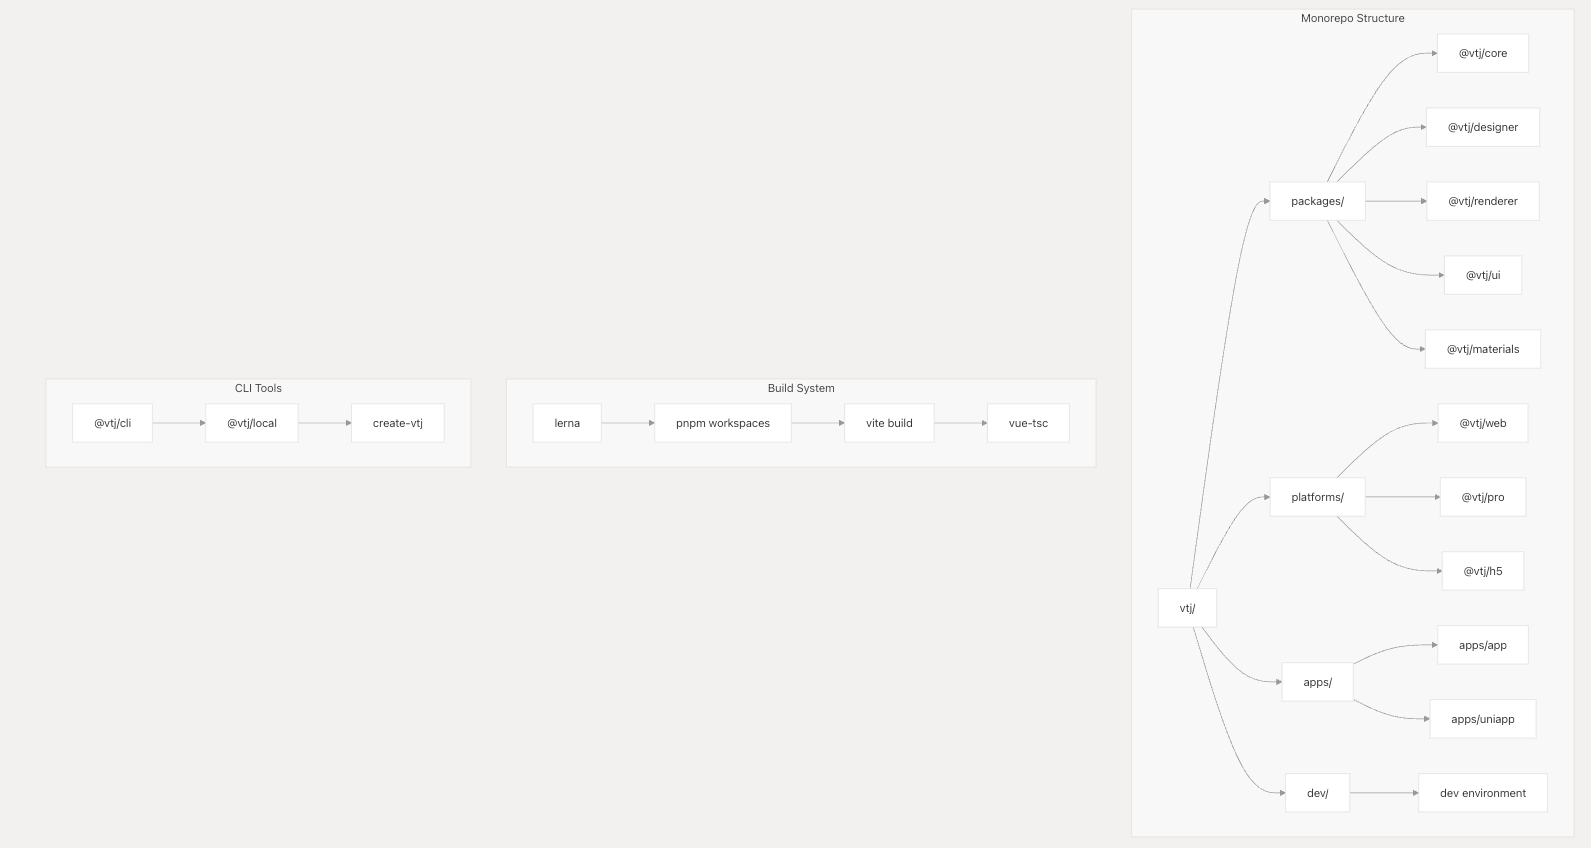 CLI Tools
@vtj/cli
@vtj/local
create-vtj
Build System
lerna
pnpm workspaces
vite build
vue-tsc
Monorepo Structure
vtj/
packages/
@vtj/core
@vtj/designer
@vtj/renderer
@vtj/ui
@vtj/materials
platforms/
@vtj/web
@vtj/pro
@vtj/h5
apps/
apps/app
apps/uniapp
dev/
dev environment